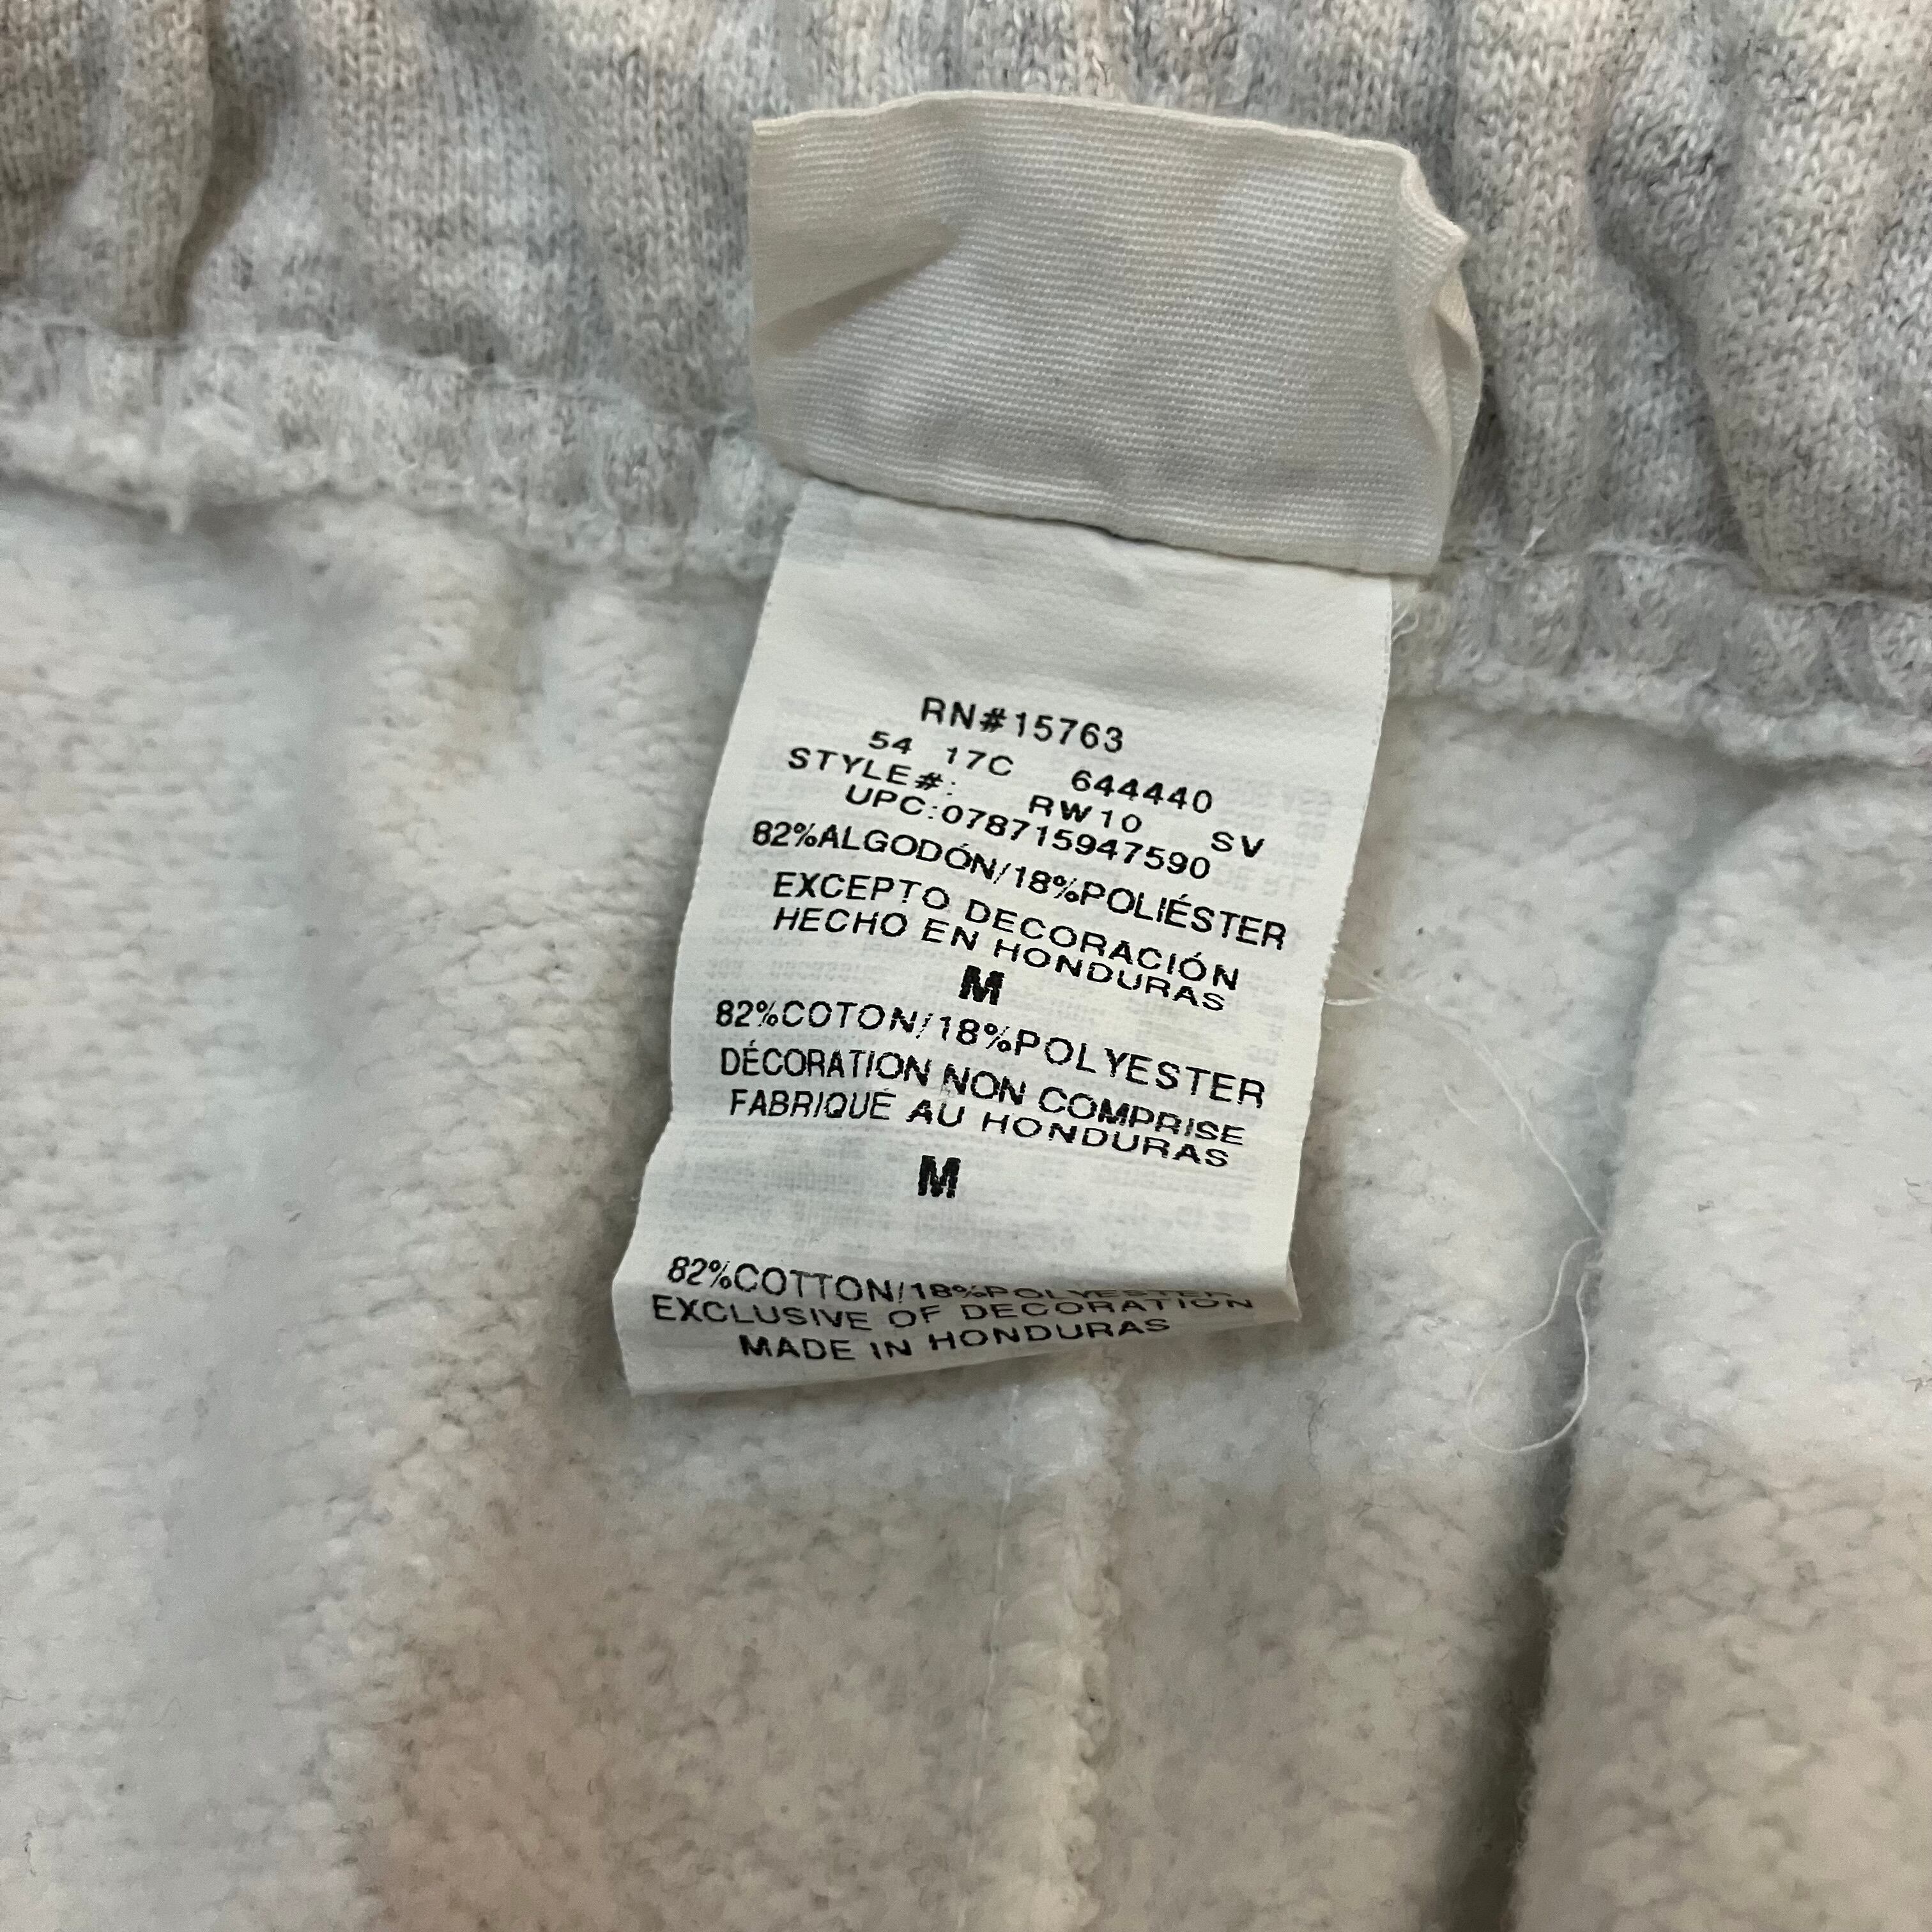 RN#15763
54 17C 644440
STYLE#: RW10 SV
UPC:078715947590
82%ALGODÓN/18%POLIÉSTER
EXCEPTO DECORACIÓN
HECHO EN HONDURAS
M
82%COTON/18%POLYESTER
DÉCORATION NON COMPRISE
FABRIQUÉ AU HONDURAS
M
82%COTTON/18%POLYESTER
EXCLUSIVE OF DECORATION
MADE IN HONDURAS